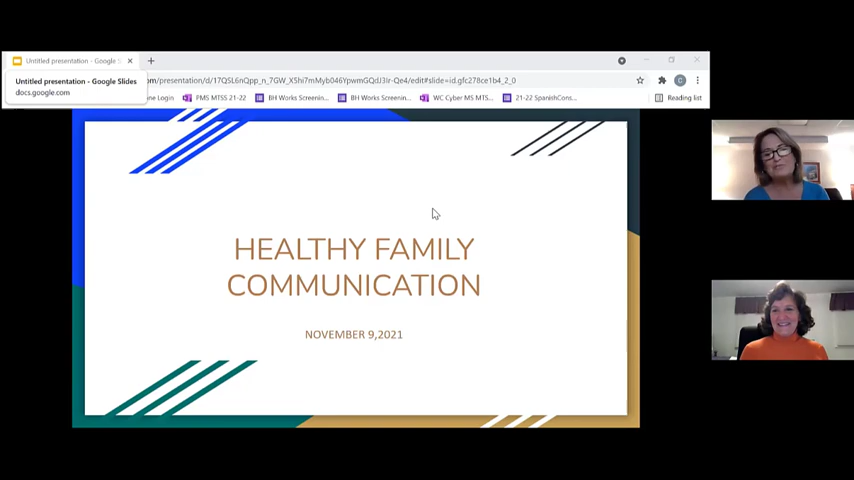 Untitled presentation - Google S
Untitled presentation - Google Slides
docs.google.com
com/presentation/d/17QSL6nQpp_n_7GW_X5hi7mMyb046YpwmGQdJ3Ir-Qe4/edit#slide=id.gfc278ce1b4_2_0
C
ne Login
PMS MTSS 21-22
BH Works Screenin...
BH Works Screenin...
WC Cyber MS MTS...
21-22 SpanishCons...
Reading list
HEALTHY FAMILY
COMMUNICATION
NOVEMBER 9,2021